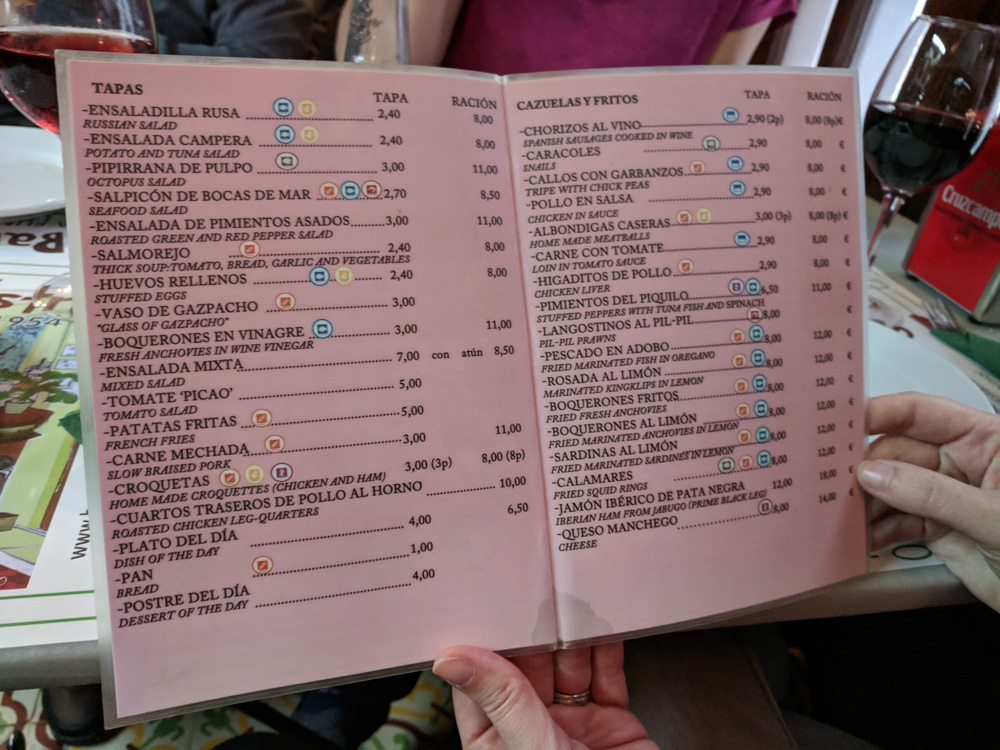 TAPAS
TAPA RACIÓN
-ENSALADILLA RUSA 2,40 8,00
RUSSIAN SALAD
-ENSALADA CAMPERA 2,40 8,00
POTATO AND TUNA SALAD
-PIPIRRANA DE PULPO 3,00 11,00
OCTOPUS SALAD
-SALPICÓN DE BOCAS DE MAR 2,70 8,50
SEAFOOD SALAD
-ENSALADA DE PIMIENTOS ASADOS 3,00 11,00
ROASTED GREEN AND RED PEPPER SALAD
-SALMOREJO 2,40 8,00
THICK SOUP:TOMATO, BREAD, GARLIC AND VEGETABLES
-HUEVOS RELLENOS 2,40 8,00
STUFFED EGGS
-VASO DE GAZPACHO 3,00
"GLASS OF GAZPACHO"
-BOQUERONES EN VINAGRE 3,00 11,00
FRESH ANCHOVIES IN WINE VINEGAR
-ENSALADA MIXTA 7,00 con atún 8,50
MIXED SALAD
-TOMATE 'PICAO' 5,00
TOMATO SALAD
-PATATAS FRITAS 5,00
FRENCH FRIES
-CARNE MECHADA 3,00 11,00
SLOW BRAISED PORK
-CROQUETAS 3,00 (3p) 8,00 (8p)
HOME MADE CROQUETTES (CHICKEN AND HAM)
-CUARTOS TRASEROS DE POLLO AL HORNO 10,00
ROASTED CHICKEN LEG-QUARTERS
-PLATO DEL DÍA 4,00 6,50
DISH OF THE DAY
-PAN 1,00
BREAD
-POSTRE DEL DÍA 4,00
DESSERT OF THE DAY
CAZUELAS Y FRITOS TAPA RACIÓN
-CHORIZOS AL VINO 2,90 (2p) 8,00 (8p)€
SPANISH SAUSAGES COOKED IN WINE
-CARACOLES 2,90 8,00 €
SNAILS
-CALLOS CON GARBANZOS 2,90 8,00 €
TRIPE WITH CHICK PEAS
-POLLO EN SALSA 2,90 8,00 €
CHICKEN IN SAUCE
-ALBONDIGAS CASERAS 3,00 (3p) 8,00 (8p) €
HOME MADE MEATBALLS
-CARNE CON TOMATE 2,90 8,00 €
LOIN IN TOMATO SAUCE
-HIGADITOS DE POLLO 2,90 8,00 €
CHICKEN LIVER
-PIMIENTOS DEL PIQUILO 6,50 11,00 €
STUFFED PEPPERS WITH TUNA FISH AND SPINACH
-LANGOSTINOS AL PIL-PIL 8,00
PIL-PIL PRAWNS
-PESCADO EN ADOBO 8,00 12,00 €
MARINATED FISH IN OREGANO
-ROSADA AL LIMÓN 8,00 12,00 €
MARINATED KINGKLIPS IN LEMON
-BOQUERONES FRITOS 8,00 12,00 €
FRIED FRESH ANCHOVIES
-BOQUERONES AL LIMÓN 8,00 12,00 €
FRIED MARINATED ANCHOVIES IN LEMON
-SARDINAS AL LIMÓN 8,00 12,00 €
FRIED MARINATED SARDINES IN LEMON
-CALAMARES 8,00 12,00 €
FRIED SQUID RINGS
-JAMÓN IBÉRICO DE PATA NEGRA 12,00 18,00 €
IBERIAN HAM FROM JABUGO (PRIME BLACK LEG)
-QUESO MANCHEGO 8,00 14,00 €
CHEESE
Cruzcampo
Ba
954